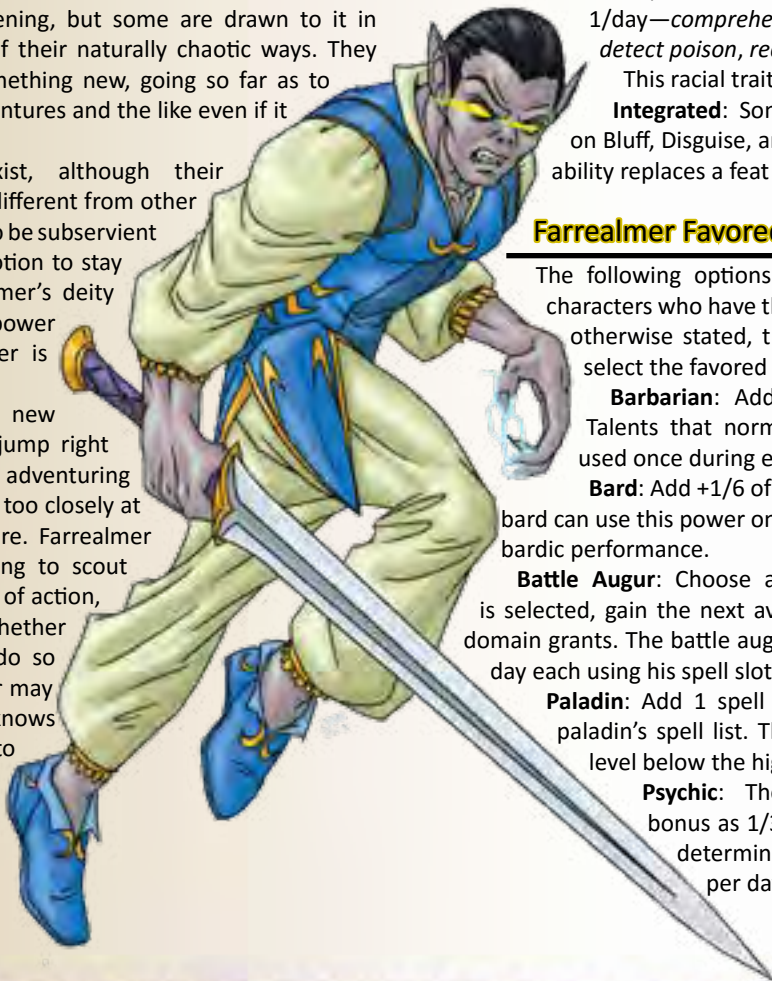 ening, but some are drawn to it in
f their naturally chaotic ways. They
mething new, going so far as to
ntures and the like even if it
xist, although their
different from other
o be subservient
ption to stay
mer's deity
power
er is
new
jump right
adventuring
too closely at
re. Farrealmer
ng to scout
of action,
hether
do so
r may
knows
to
1/day—comprehe
detect poison, rea
This racial trait
Integrated: Son
on Bluff, Disguise, an
ability replaces a feat
Farrealmer Favored
The following options
characters who have th
otherwise stated, t
select the favored
Barbarian: Add
Talents that norm
used once during e
Bard: Add +1/6 of
bard can use this power on
bardic performance.
Battle Augur: Choose a
is selected, gain the next av
domain grants. The battle aug
day each using his spell slot
Paladin: Add 1 spell
paladin's spell list. Th
level below the hig
Psychic: The
bonus as 1/3
determin
per da